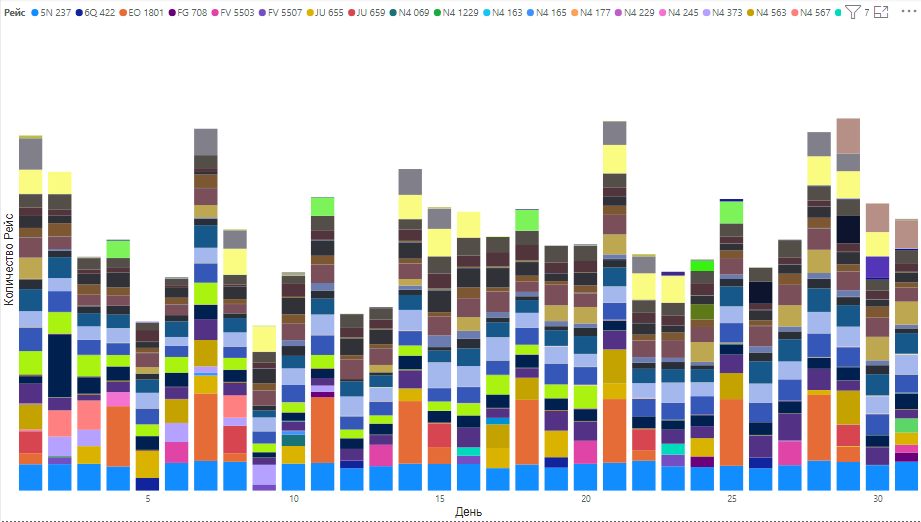 Рейс 5N 237 6Q 422 EO 1801 FG 708 FV 5503 FV 5507 JU 655 JU 659 N4 069 N4 1229 N4 163 N4 165 N4 177 N4 229 N4 245 N4 373 N4 563 N4 567 7
Количество Рейс
5 10 15 20 25 30
День